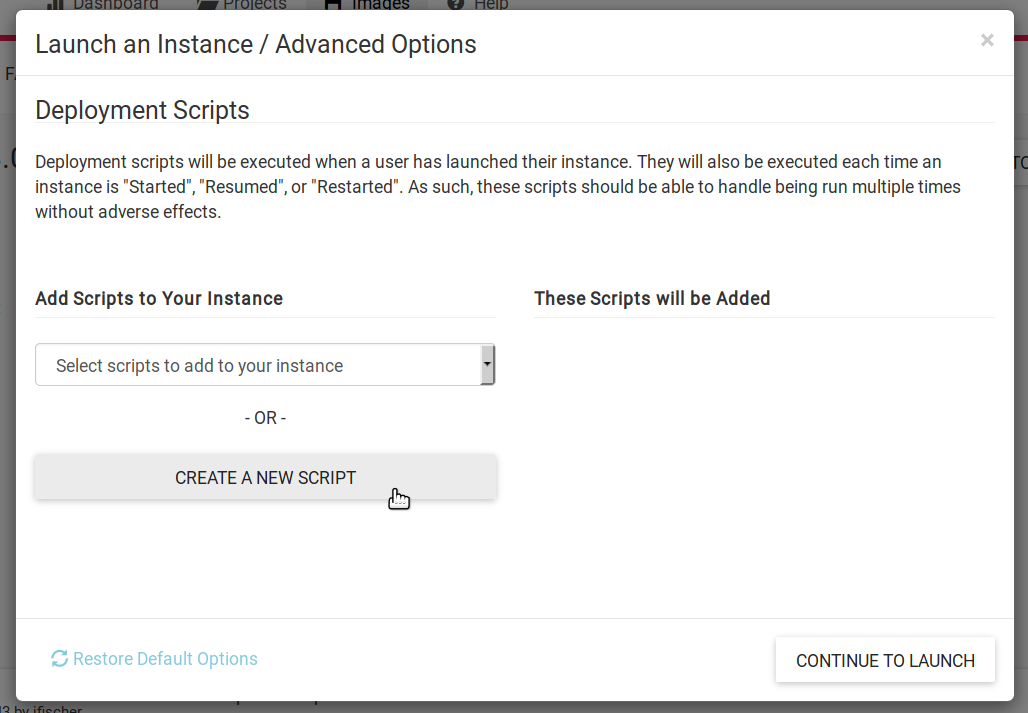 Dashboard Projects Images Help
Launch an Instance / Advanced Options
×
Deployment Scripts
Deployment scripts will be executed when a user has launched their instance. They will also be executed each time an
instance is "Started", "Resumed", or "Restarted". As such, these scripts should be able to handle being run multiple times
without adverse effects.
Add Scripts to Your Instance
These Scripts will be Added
Select scripts to add to your instance
- OR -
CREATE A NEW SCRIPT
Restore Default Options
CONTINUE TO LAUNCH
by ifischer